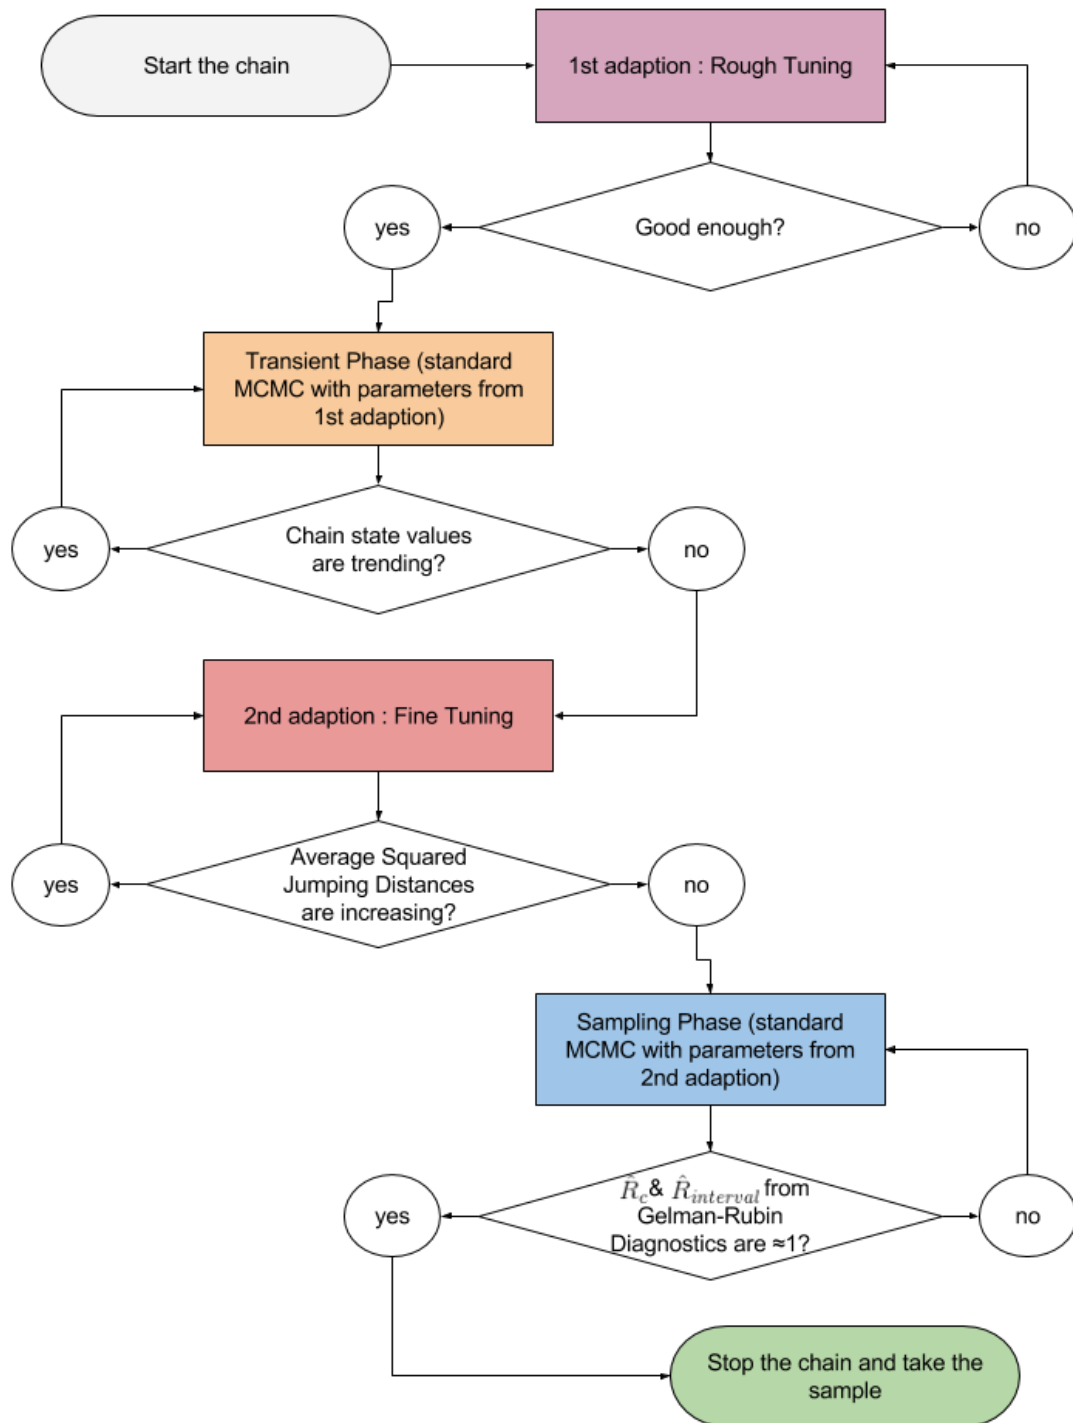 Start the chain
1st adaption : Rough Tuning
Good enough?
yes
no
Transient Phase (standard
MCMC with parameters from
1st adaption)
Chain state values
are trending?
yes
no
2nd adaption : Fine Tuning
Average Squared
Jumping Distances
are increasing?
yes
no
Sampling Phase (standard
MCMC with parameters from
2nd adaption)
R̂_c & R̂_interval from
Gelman-Rubin
Diagnostics are ≈1?
yes
no
Stop the chain and take the
sample